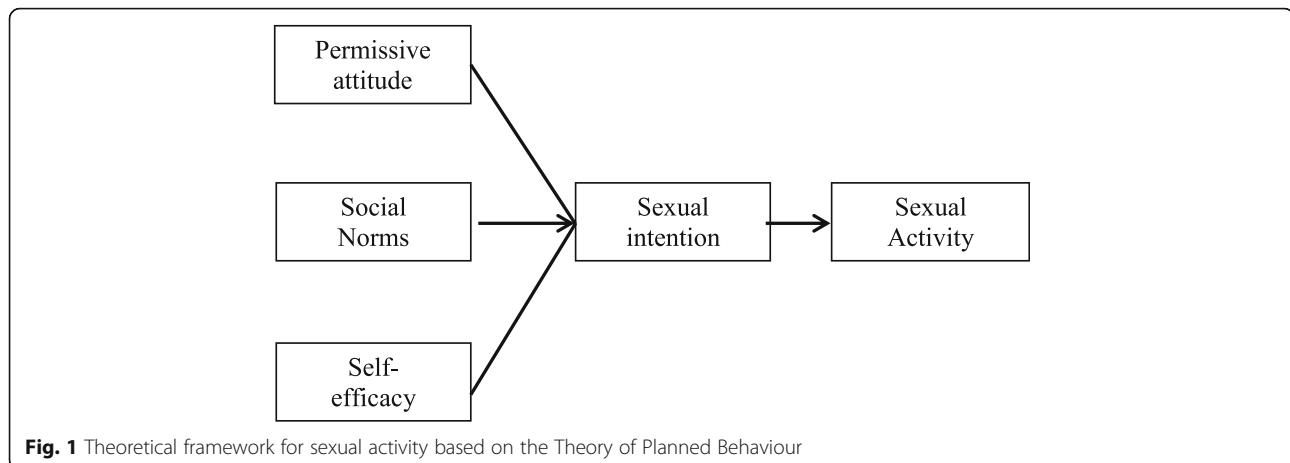 Permissive
attitude
Social
Norms
Sexual
intention
Sexual
Activity
Self-
efficacy
Fig. 1 Theoretical framework for sexual activity based on the Theory of Planned Behaviour